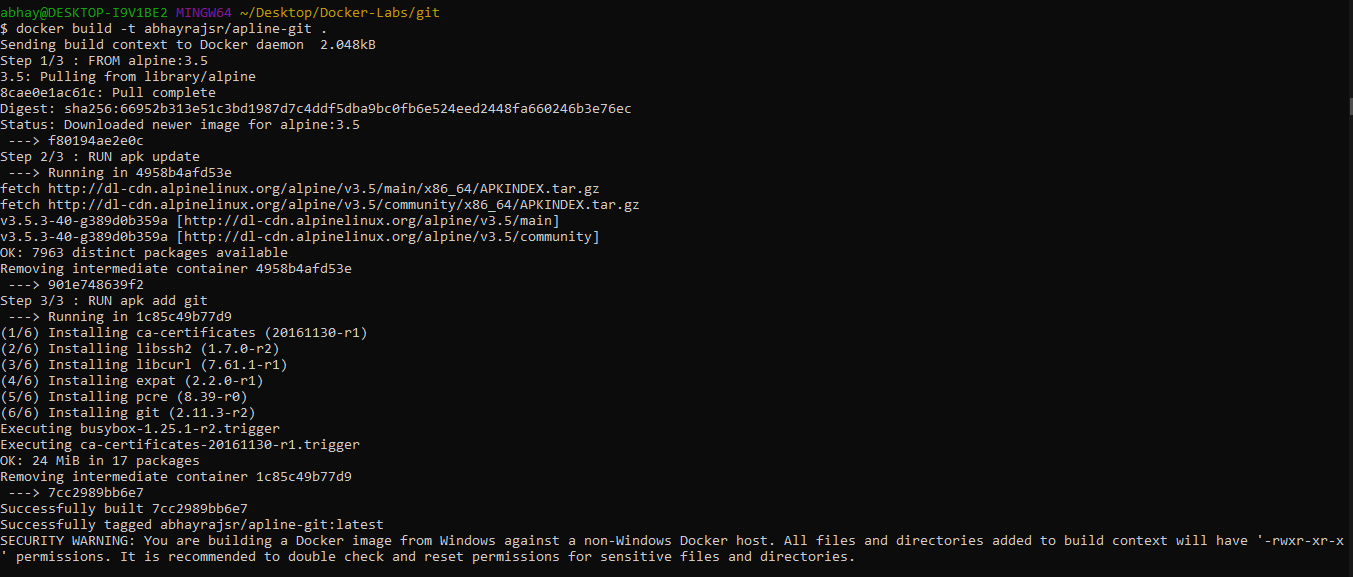 abhay@DESKTOP-I9V1BE2 MINGW64 ~/Desktop/Docker-Labs/git
$ docker build -t abhayrajsr/apline-git .
Sending build context to Docker daemon  2.048kB
Step 1/3 : FROM alpine:3.5
3.5: Pulling from library/alpine
8cae0e1ac61c: Pull complete
Digest: sha256:66952b313e51c3bd1987d7c4ddf5dba9bc0fb6e524eed2448fa660246b3e76ec
Status: Downloaded newer image for alpine:3.5
 ---> f80194ae2e0c
Step 2/3 : RUN apk update
 ---> Running in 4958b4afd53e
fetch http://dl-cdn.alpinelinux.org/alpine/v3.5/main/x86_64/APKINDEX.tar.gz
fetch http://dl-cdn.alpinelinux.org/alpine/v3.5/community/x86_64/APKINDEX.tar.gz
v3.5.3-40-g389d0b359a [http://dl-cdn.alpinelinux.org/alpine/v3.5/main]
v3.5.3-40-g389d0b359a [http://dl-cdn.alpinelinux.org/alpine/v3.5/community]
OK: 7963 distinct packages available
Removing intermediate container 4958b4afd53e
 ---> 901e748639f2
Step 3/3 : RUN apk add git
 ---> Running in 1c85c49b77d9
(1/6) Installing ca-certificates (20161130-r1)
(2/6) Installing libssh2 (1.7.0-r2)
(3/6) Installing libcurl (7.61.1-r1)
(4/6) Installing expat (2.2.0-r1)
(5/6) Installing pcre (8.39-r0)
(6/6) Installing git (2.11.3-r2)
Executing busybox-1.25.1-r2.trigger
Executing ca-certificates-20161130-r1.trigger
OK: 24 MiB in 17 packages
Removing intermediate container 1c85c49b77d9
 ---> 7cc2989bb6e7
Successfully built 7cc2989bb6e7
Successfully tagged abhayrajsr/apline-git:latest
SECURITY WARNING: You are building a Docker image from Windows against a non-Windows Docker host. All files and directories added to build context will have '-rwxr-xr-x
' permissions. It is recommended to double check and reset permissions for sensitive files and directories.